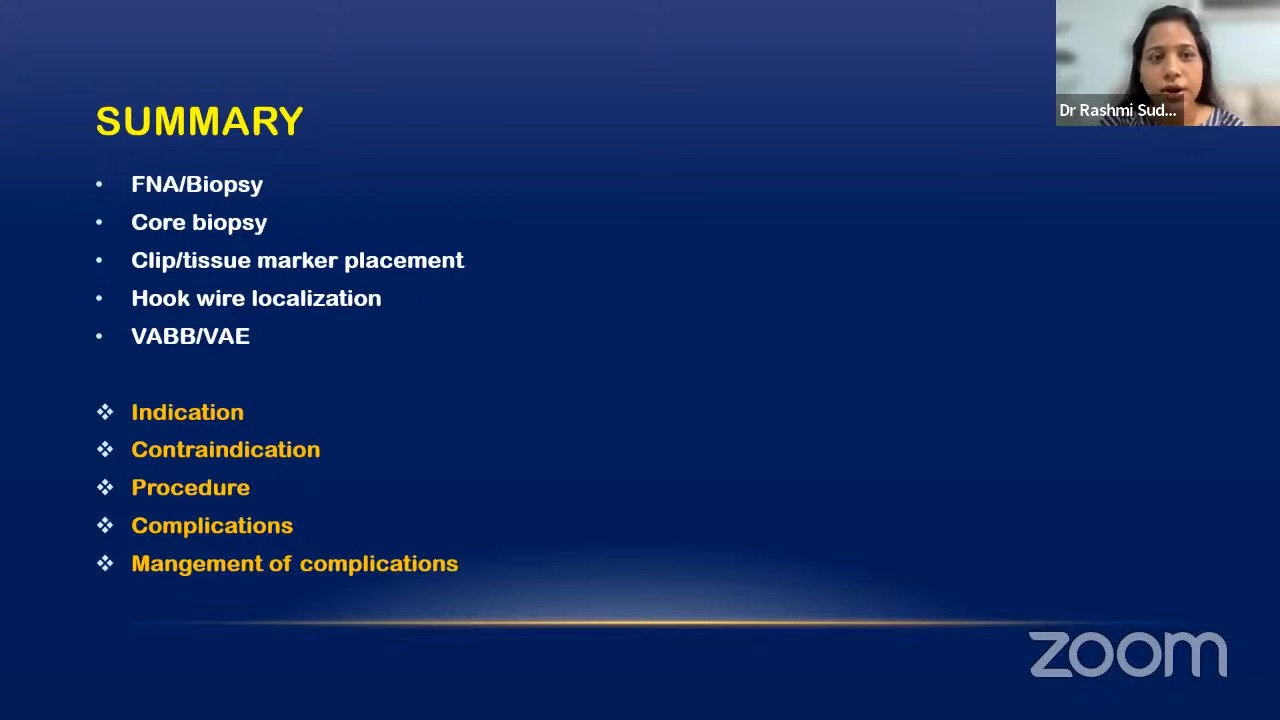 SUMMARY
• FNA/Biopsy
• Core biopsy
• Clip/tissue marker placement
• Hook wire localization
• VABB/VAE
❖ Indication
❖ Contraindication
❖ Procedure
❖ Complications
❖ Mangement of complications
Dr Rashmi Sud...
zoom